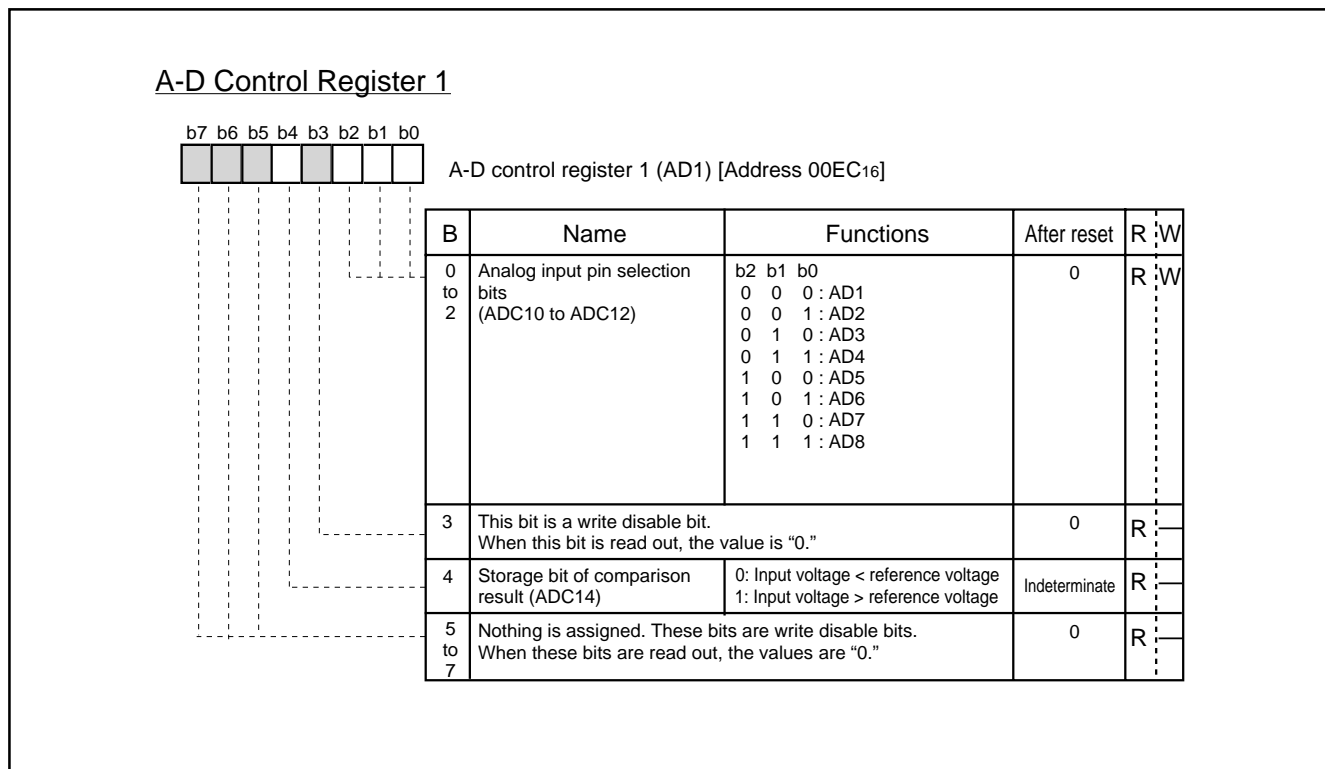 A-D Control Register 1
b7 b6 b5 b4 b3 b2 b1 b0
A-D control register 1 (AD1) [Address 00EC16]
B Name Functions After reset R W
0 to 2 Analog input pin selection bits (ADC10 to ADC12) b2 b1 b0 0 R W
0 0 0 : AD1
0 0 1 : AD2
0 1 0 : AD3
0 1 1 : AD4
1 0 0 : AD5
1 0 1 : AD6
1 1 0 : AD7
1 1 1 : AD8
3 This bit is a write disable bit. 0 R —
When this bit is read out, the value is “0.”
4 Storage bit of comparison result (ADC14) 0: Input voltage < reference voltage Indeterminate R —
1: Input voltage > reference voltage
5 to 7 Nothing is assigned. These bits are write disable bits. 0 R —
When these bits are read out, the values are “0.”